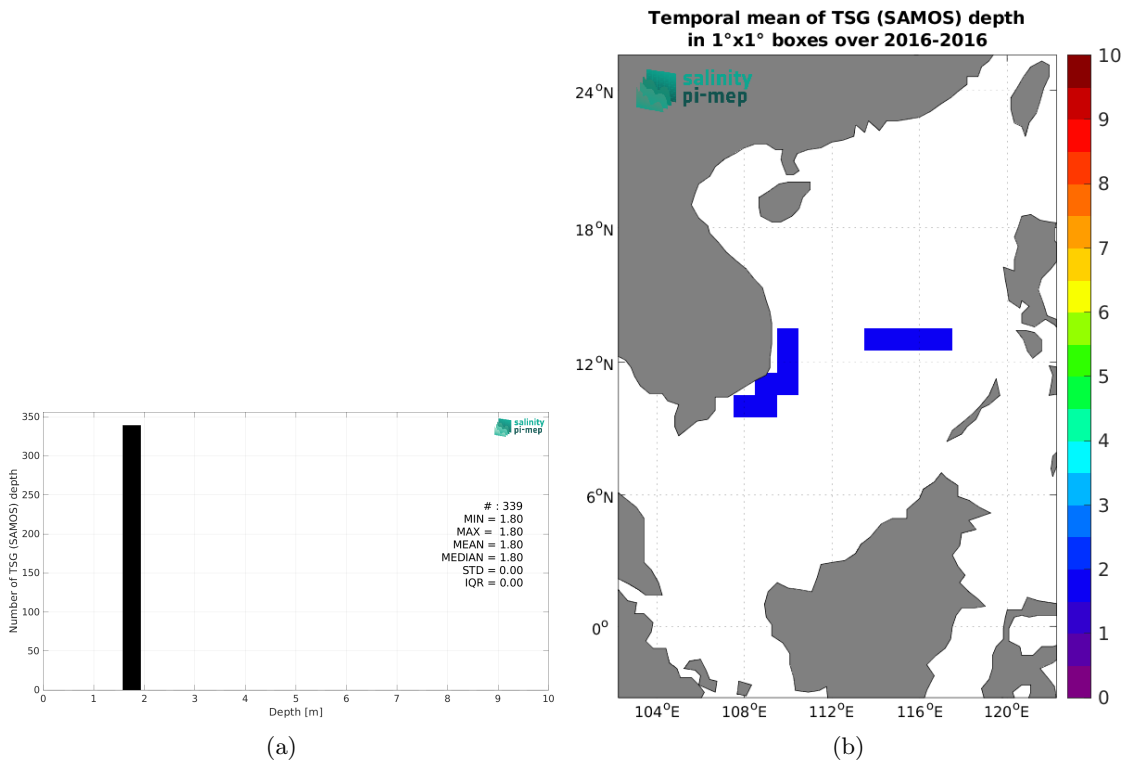 350
300
250
200
150
100
50
0
Number of TSG (SAMOS) depth
salinity
pi-mep
# : 339
MIN = 1.80
MAX = 1.80
MEAN = 1.80
MEDIAN = 1.80
STD = 0.00
IQR = 0.00
0 1 2 3 4 5 6 7 8 9 10
Depth [m]
(a)
Temporal mean of TSG (SAMOS) depth
in 1°x1° boxes over 2016-2016
salinity
pi-mep
24°N
18°N
12°N
6°N
0°
104°E 108°E 112°E 116°E 120°E
10
9
8
7
6
5
4
3
2
1
0
(b)